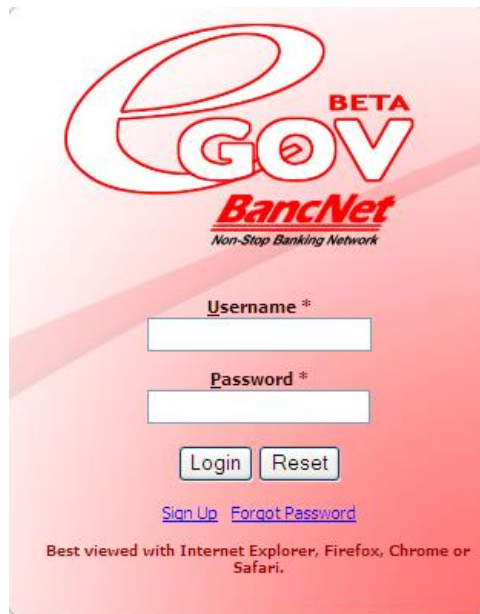 e
BETA
GOV
BancNet
Non-Stop Banking Network
Username *
Password *
Login Reset
Sign Up Forgot Password
Best viewed with Internet Explorer, Firefox, Chrome or
Safari.